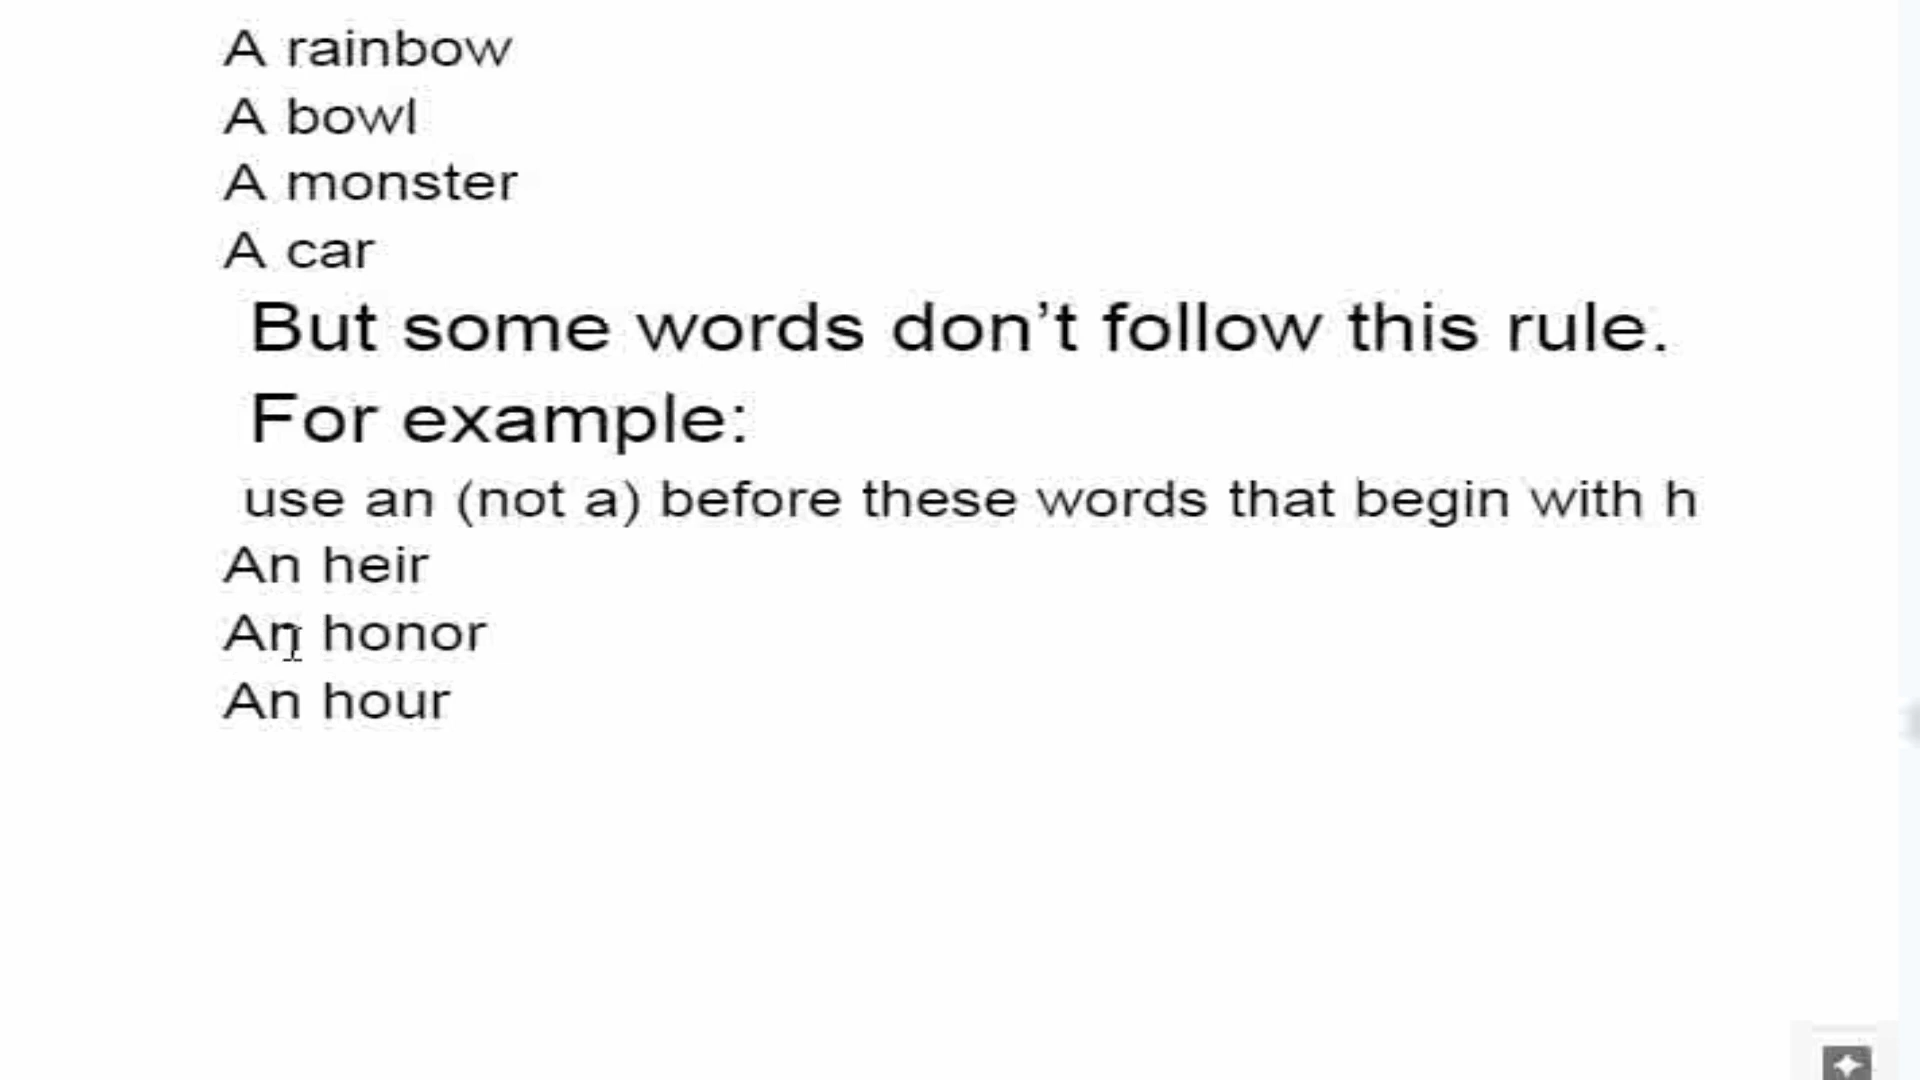 A rainbow
A bowl
A monster
A car
But some words don’t follow this rule.
For example:
use an (not a) before these words that begin with h
An heir
An honor
An hour